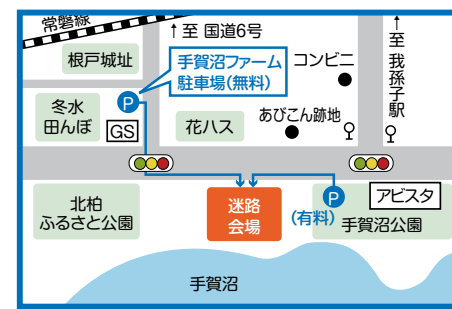 常磐線
↑至 国道6号
↑至 我孫子駅
根戸城址
手賀沼ファーム
駐車場(無料)
コンビニ
P
冬水
田んぼ
GS
花ハス
あびこん跡地
北柏
ふるさと公園
迷路
会場
P
(有料)
アビスタ
手賀沼公園
手賀沼